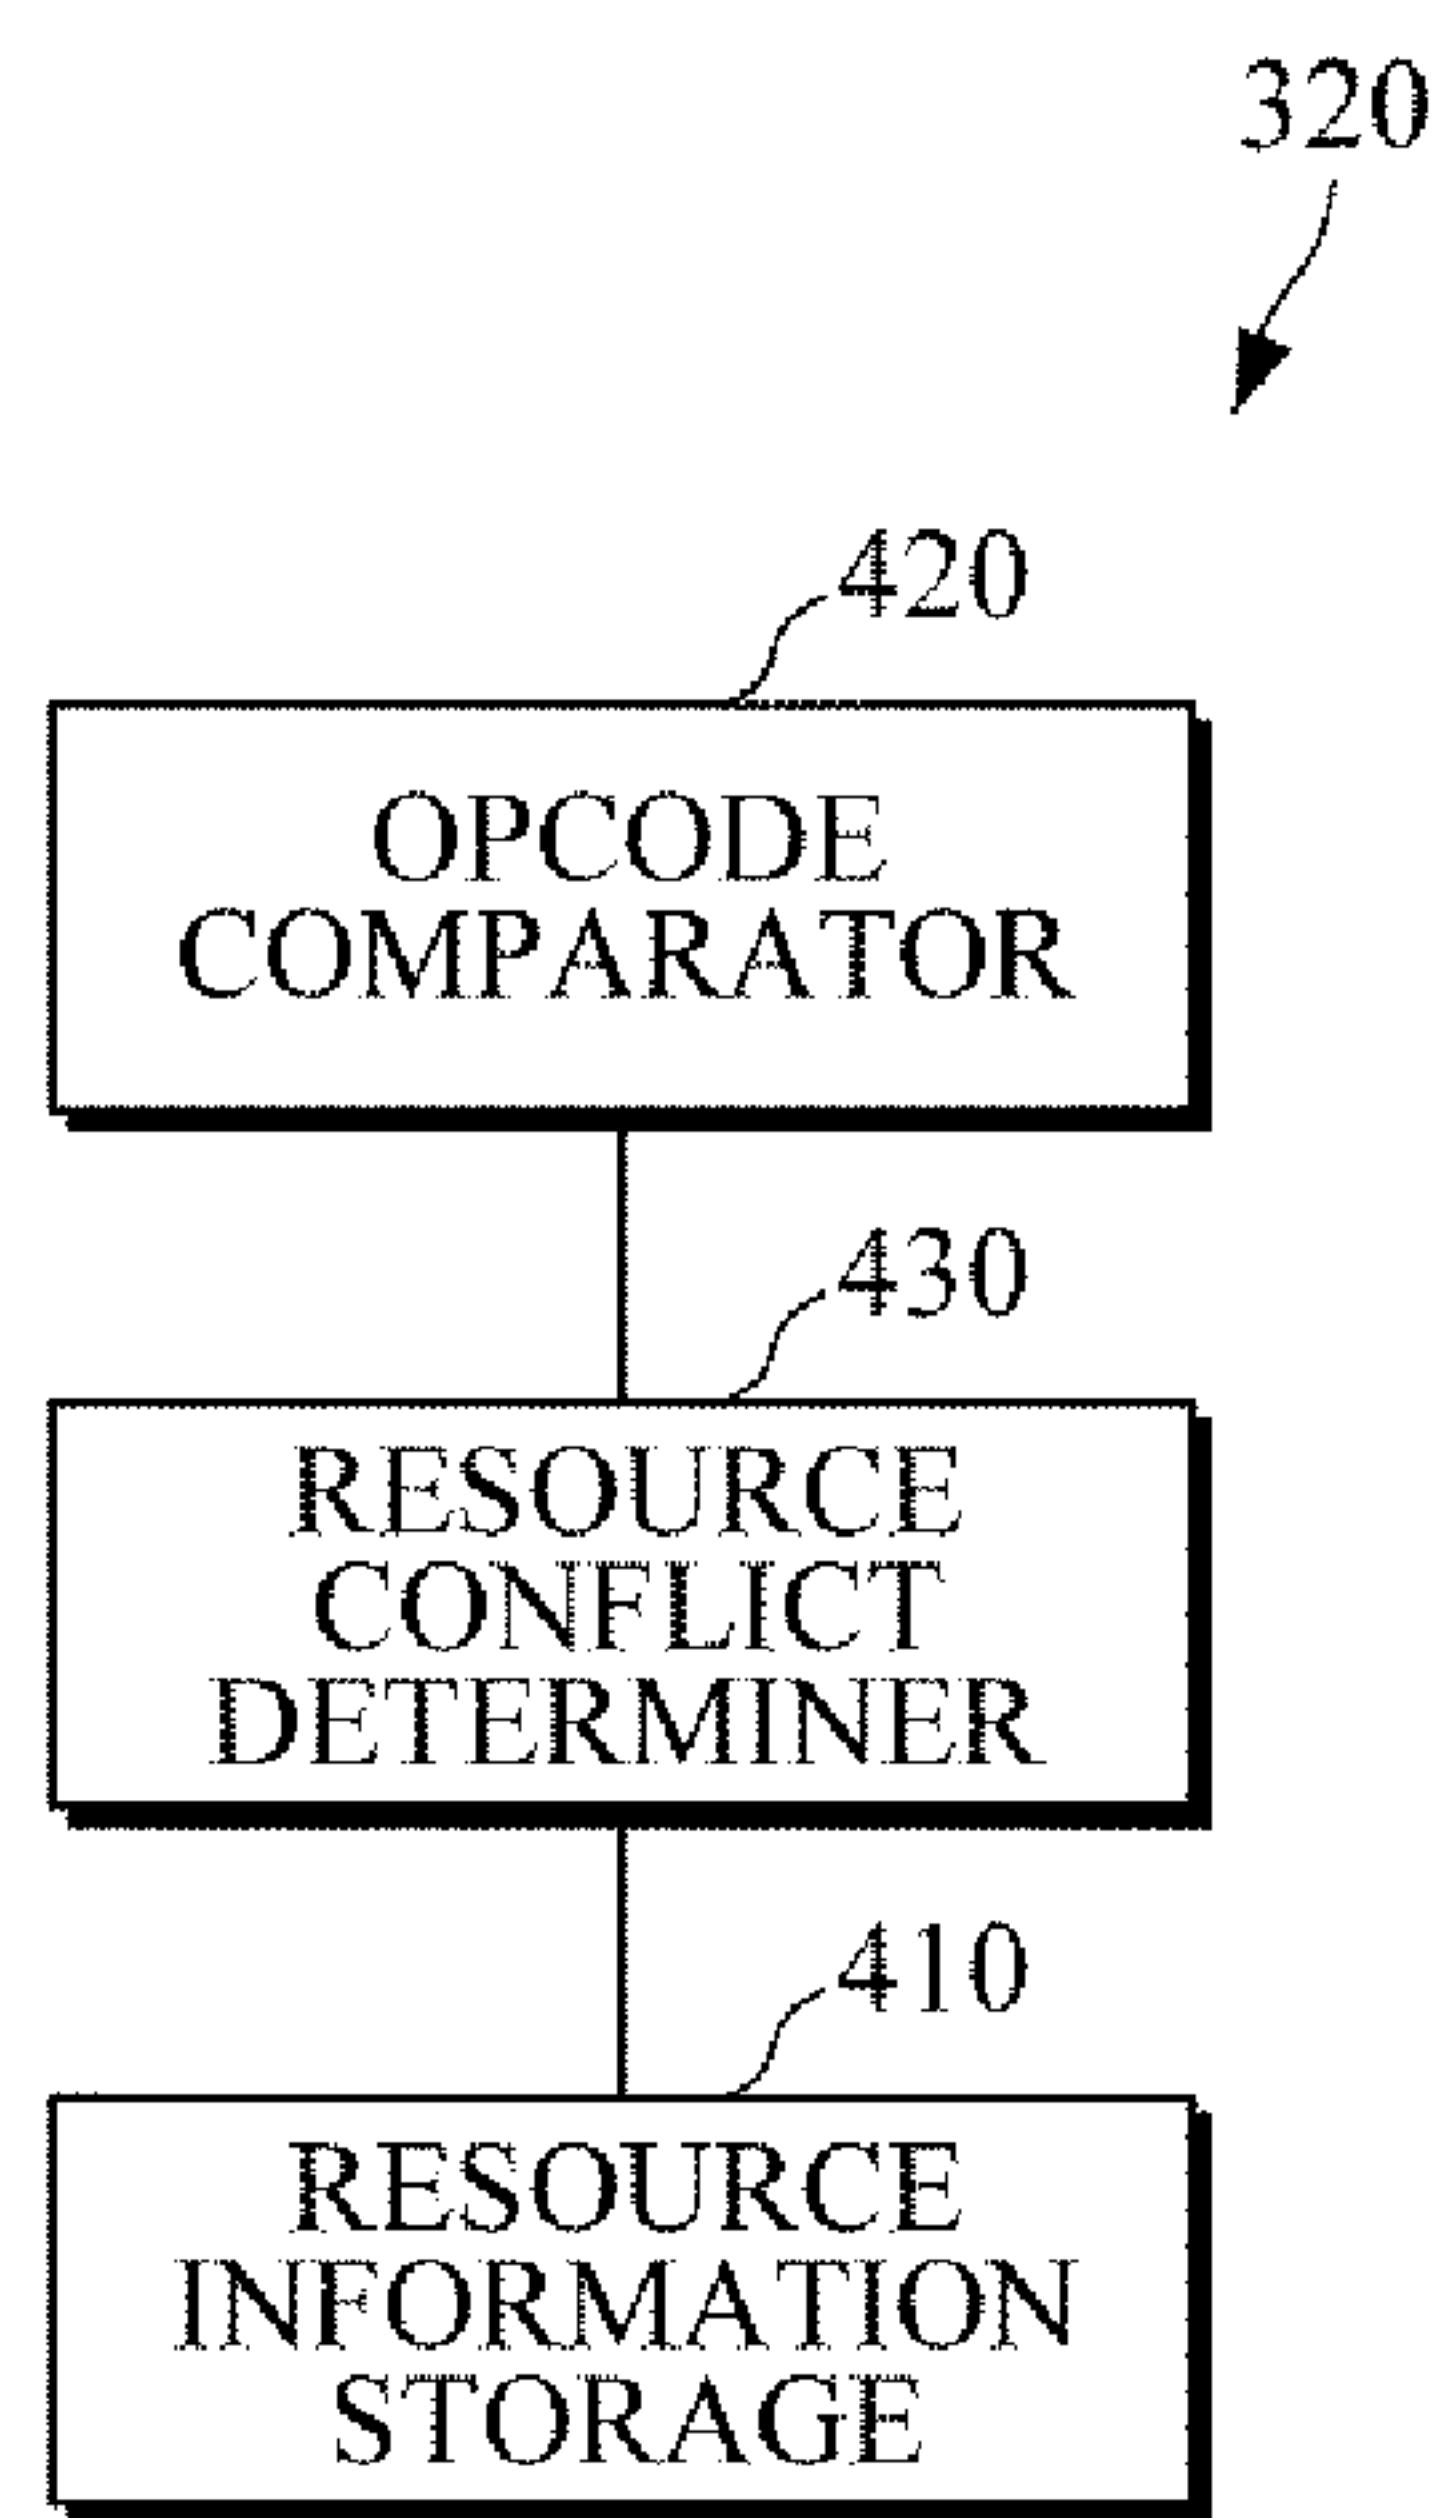 320
420
OPCODE
COMPARATOR
430
RESOURCE
CONFLICT
DETERMINER
410
RESOURCE
INFORMATION
STORAGE